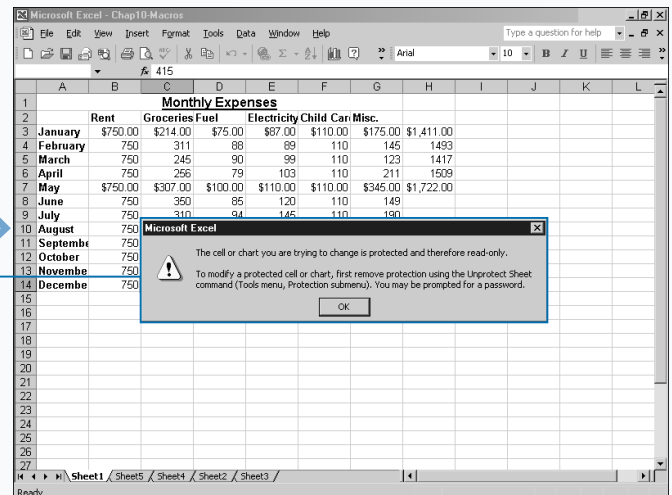 Microsoft Excel - Chap10-Macros
File Edit View Insert Format Tools Data Window Help Type a question for help
Arial 10 B I U
fx 415
A B C D E F G H I J K L
1 Monthly Expenses
2 Rent Groceries Fuel Electricity Child Car Misc.
3 January $750.00 $214.00 $75.00 $87.00 $110.00 $175.00 $1,411.00
4 February 750 311 88 89 110 145 1493
5 March 750 245 90 99 110 123 1417
6 April 750 256 79 103 110 211 1509
7 May $750.00 $307.00 $100.00 $110.00 $110.00 $345.00 $1,722.00
8 June 750 350 85 120 110 149
9 July 750 310 94 145 110 190
10 August 750
11 Septembe 750
12 October 750
13 Novembe 750
14 Decembe 750
Microsoft Excel
The cell or chart you are trying to change is protected and therefore read-only.
To modify a protected cell or chart, first remove protection using the Unprotect Sheet
command (Tools menu, Protection submenu). You may be prompted for a password.
OK
15
16
17
18
19
20
21
22
23
24
25
26
27
Sheet1 Sheet5 Sheet4 Sheet2 Sheet3
Ready